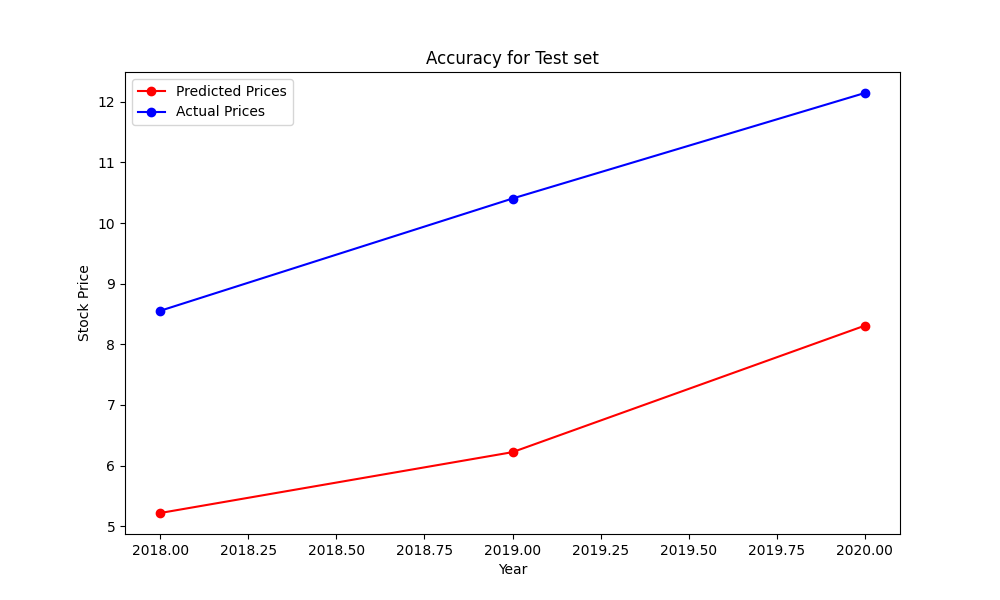 Accuracy for Test set
Predicted Prices
Actual Prices
12
11
10
9
8
7
6
5
Stock Price
2018.00 2018.25 2018.50 2018.75 2019.00 2019.25 2019.50 2019.75 2020.00
Year